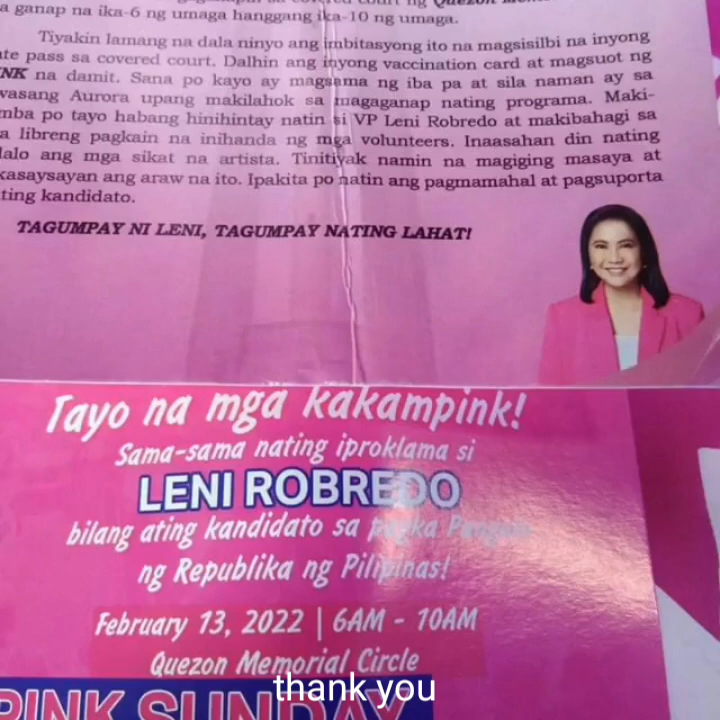 a ganap na ika-6 ng umaga hanggang ika-10 ng umaga.
Tiyakin lamang na dala ninyo ang imbitasyong ito na magsisilbi na inyong
te pass sa covered court. Dalhin ang inyong vaccination card at magsuot ng
NK na damit. Sana po kayo ay magsama ng iba pa at sila naman ay sa
wasang Aurora upang makilahok sa magaganap nating programa. Maki-
mba po tayo habang hinihintay natin si VP Leni Robredo at makibahagi sa
a libreng pagkain na inihanda ng mga volunteers. Inaasahan din nating
lalo ang mga sikat na artista. Tinitiyak namin na magiging masaya at
kasaysayan ang araw na ito. Ipakita po natin ang pagmamahal at pagsuporta
ting kandidato.
TAGUMPAY NI LENI, TAGUMPAY NATING LAHAT!
Tayo na mga kakampink!
Sama-sama nating iproklama si
LENI ROBREDO
bilang ating kandidato sa pagka
ng Republika ng Pilipinas!
February 13, 2022 | 6AM - 10AM
Quezon Memorial Circle
PINK SUNDAY
thank you